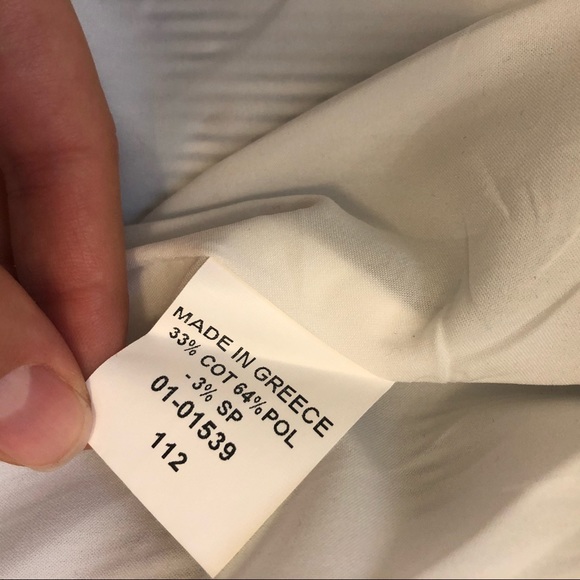 MADE IN GREECE
33% COT 64% POL
- 3% SP
01-01539
112